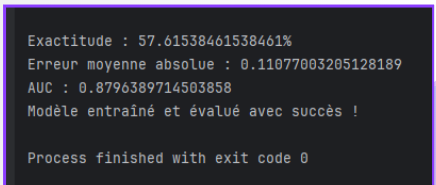 Exactitude : 57.61538461538461%
Erreur moyenne absolue : 0.11077003205128189
AUC : 0.8796389714503858
Modèle entraîné et évalué avec succès !
Process finished with exit code 0